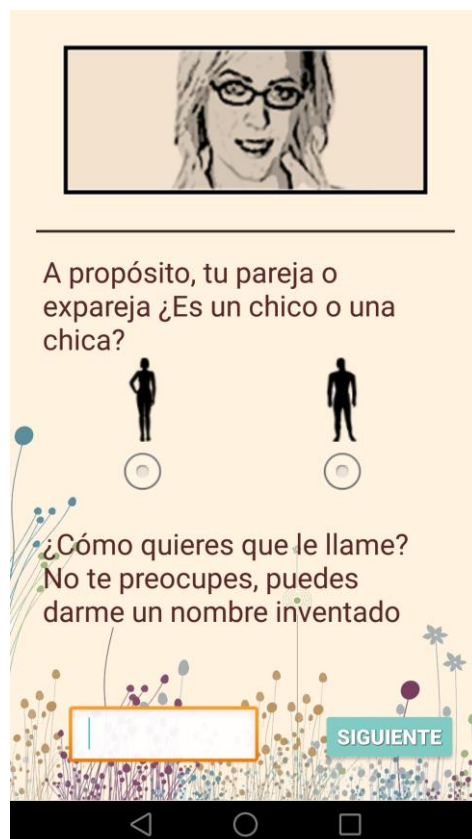 A propósito, tu pareja o
expareja ¿Es un chico o una
chica?
¿Cómo quieres que le llame?
No te preocupes, puedes
darme un nombre inventado
SIGUIENTE